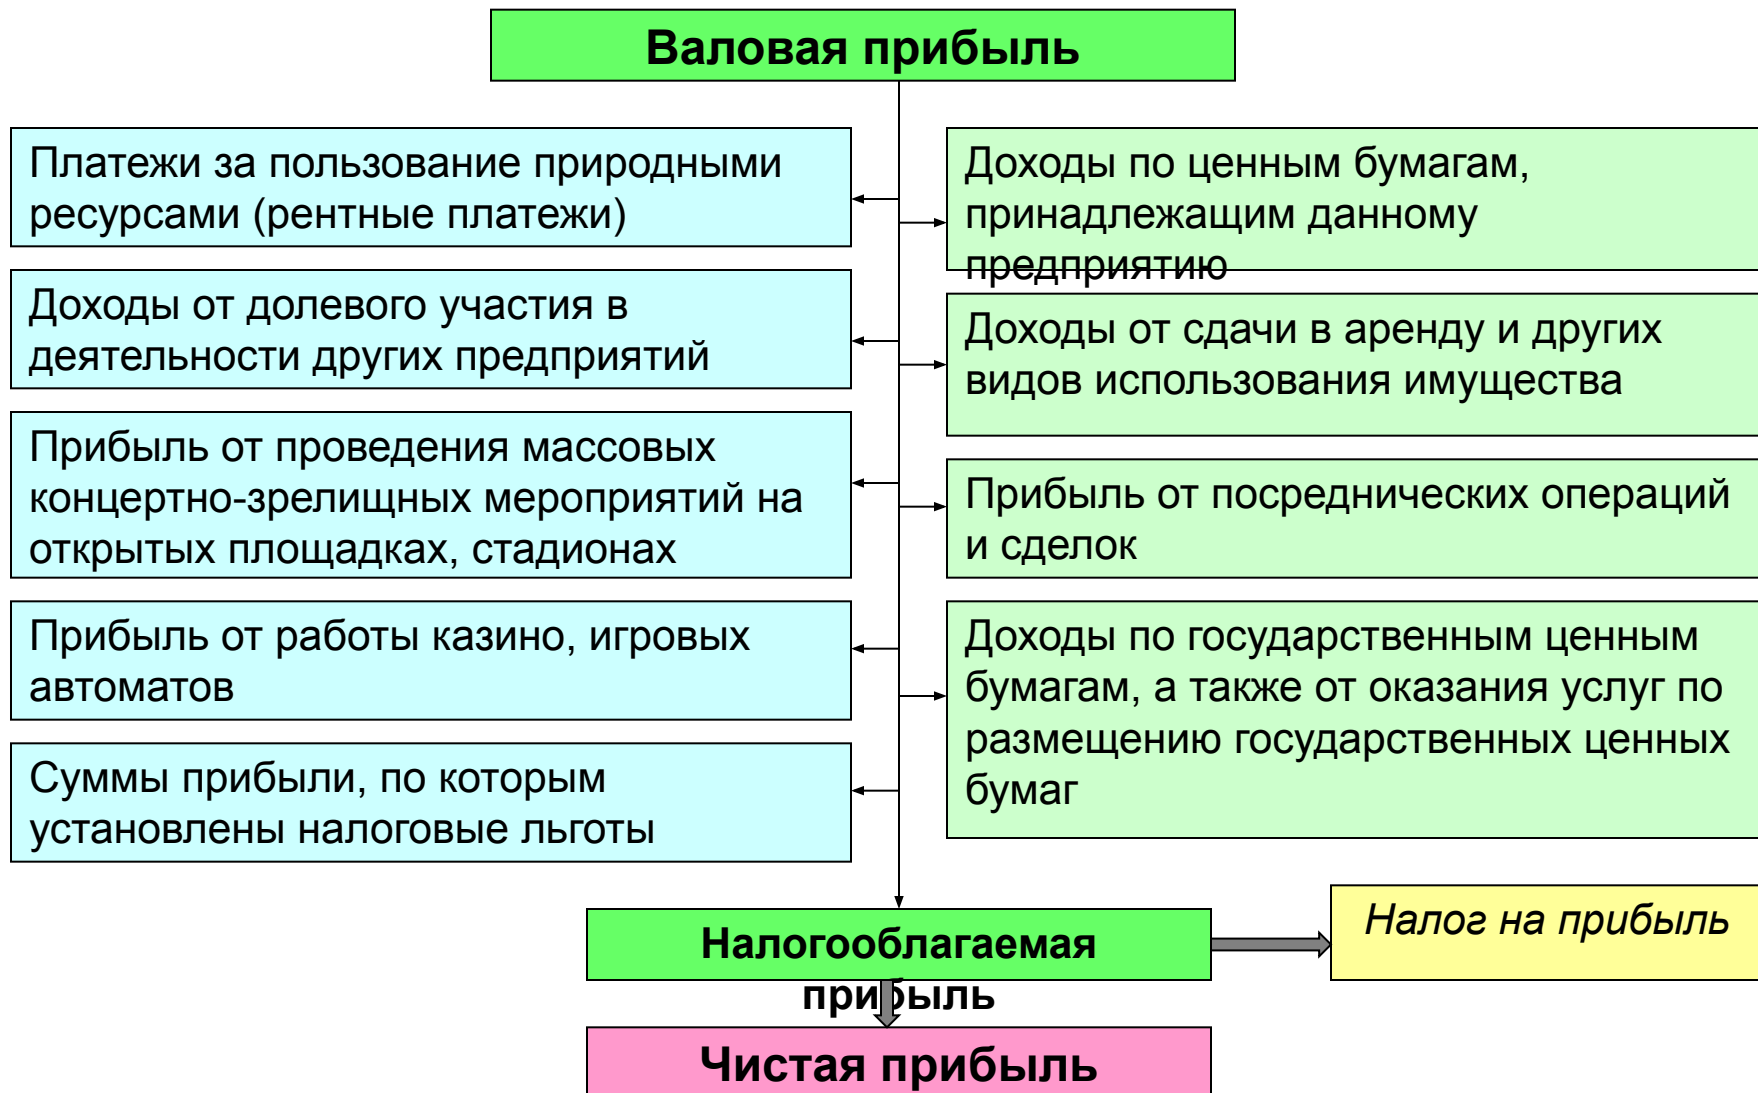 Валовая прибыль
Платежи за пользование природными
ресурсами (рентные платежи)
Доходы от долевого участия в
деятельности других предприятий
Прибыль от проведения массовых
концертно-зрелищных мероприятий на
открытых площадках, стадионах
Прибыль от работы казино, игровых
автоматов
Суммы прибыли, по которым
установлены налоговые льготы
Доходы по ценным бумагам,
принадлежащим данному
предприятию
Доходы от сдачи в аренду и других
видов использования имущества
Прибыль от посреднических операций
и сделок
Доходы по государственным ценным
бумагам, а также от оказания услуг по
размещению государственных ценных
бумаг
Налогооблагаемая
прибыль
Налог на прибыль
Чистая прибыль